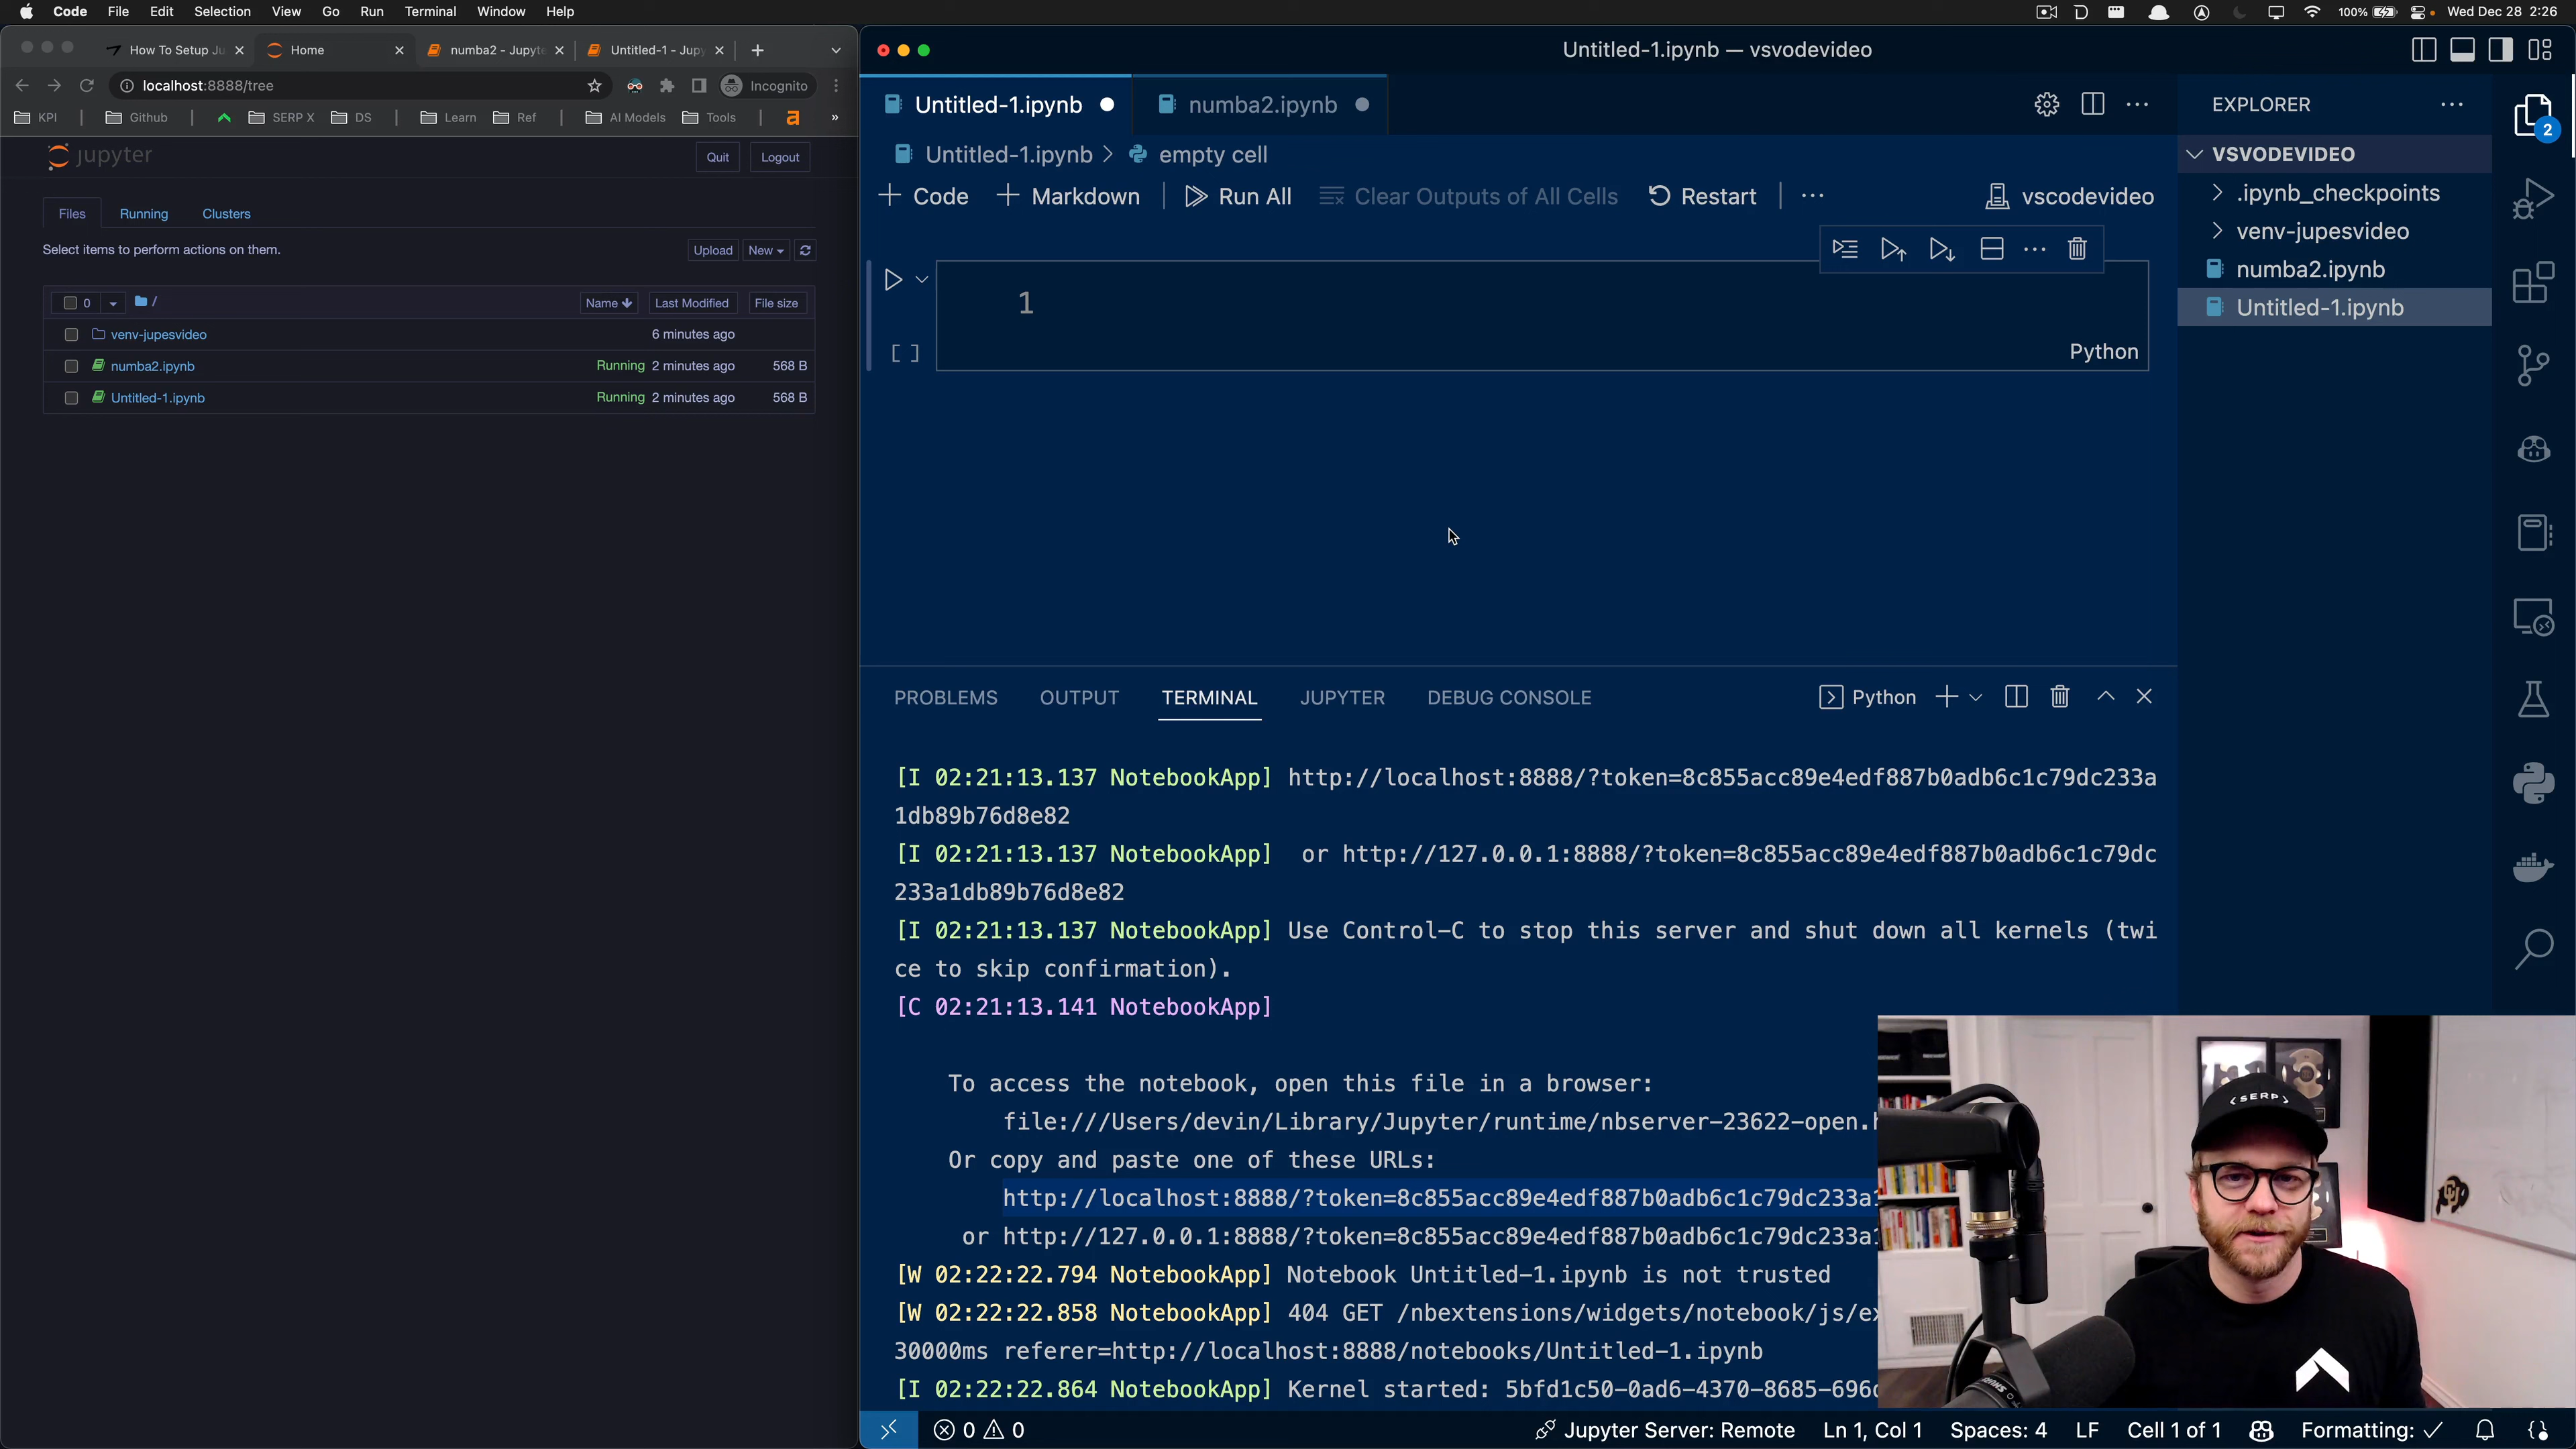 Code File Edit Selection View Go Run Terminal Window Help
100% Wed Dec 28 2:26
How To Setup Ju
Home
numba2 - Jupyte
Untitled-1 - Jupy
localhost:8888/tree
Incognito
KPI
Github
SERP X
DS
Learn
Ref
AI Models
Tools
a
»
jupyter
Quit
Logout
Files
Running
Clusters
Select items to perform actions on them.
Upload
New
0
/
Name
Last Modified
File size
venv-jupesvideo
6 minutes ago
numba2.ipynb
Running 2 minutes ago
568 B
Untitled-1.ipynb
Running 2 minutes ago
568 B
Untitled-1.ipynb — vsvodevideo
Untitled-1.ipynb
numba2.ipynb
Untitled-1.ipynb > empty cell
+ Code + Markdown | Run All Clear Outputs of All Cells Restart | ··· vscodevideo
1
[ ]
Python
EXPLORER
2
VSVODEVIDEO
.ipynb_checkpoints
venv-jupesvideo
numba2.ipynb
Untitled-1.ipynb
PROBLEMS OUTPUT TERMINAL JUPYTER DEBUG CONSOLE
Python
[I 02:21:13.137 NotebookApp] http://localhost:8888/?token=8c855acc89e4edf887b0adb6c1c79dc233a
1db89b76d8e82
[I 02:21:13.137 NotebookApp]  or http://127.0.0.1:8888/?token=8c855acc89e4edf887b0adb6c1c79dc
233a1db89b76d8e82
[I 02:21:13.137 NotebookApp] Use Control-C to stop this server and shut down all kernels (twi
ce to skip confirmation).
[C 02:21:13.141 NotebookApp]
To access the notebook, open this file in a browser:
file:///Users/devin/Library/Jupyter/runtime/nbserver-23622-open.h
Or copy and paste one of these URLs:
http://localhost:8888/?token=8c855acc89e4edf887b0adb6c1c79dc233a1
or http://127.0.0.1:8888/?token=8c855acc89e4edf887b0adb6c1c79dc233a1
[W 02:22:22.794 NotebookApp] Notebook Untitled-1.ipynb is not trusted
[W 02:22:22.858 NotebookApp] 404 GET /nbextensions/widgets/notebook/js/ex
30000ms referer=http://localhost:8888/notebooks/Untitled-1.ipynb
[I 02:22:22.864 NotebookApp] Kernel started: 5bfd1c50-0ad6-4370-8685-696c
(SERP)
0 0
Jupyter Server: Remote
Ln 1, Col 1
Spaces: 4
LF
Cell 1 of 1
Formatting: ✓